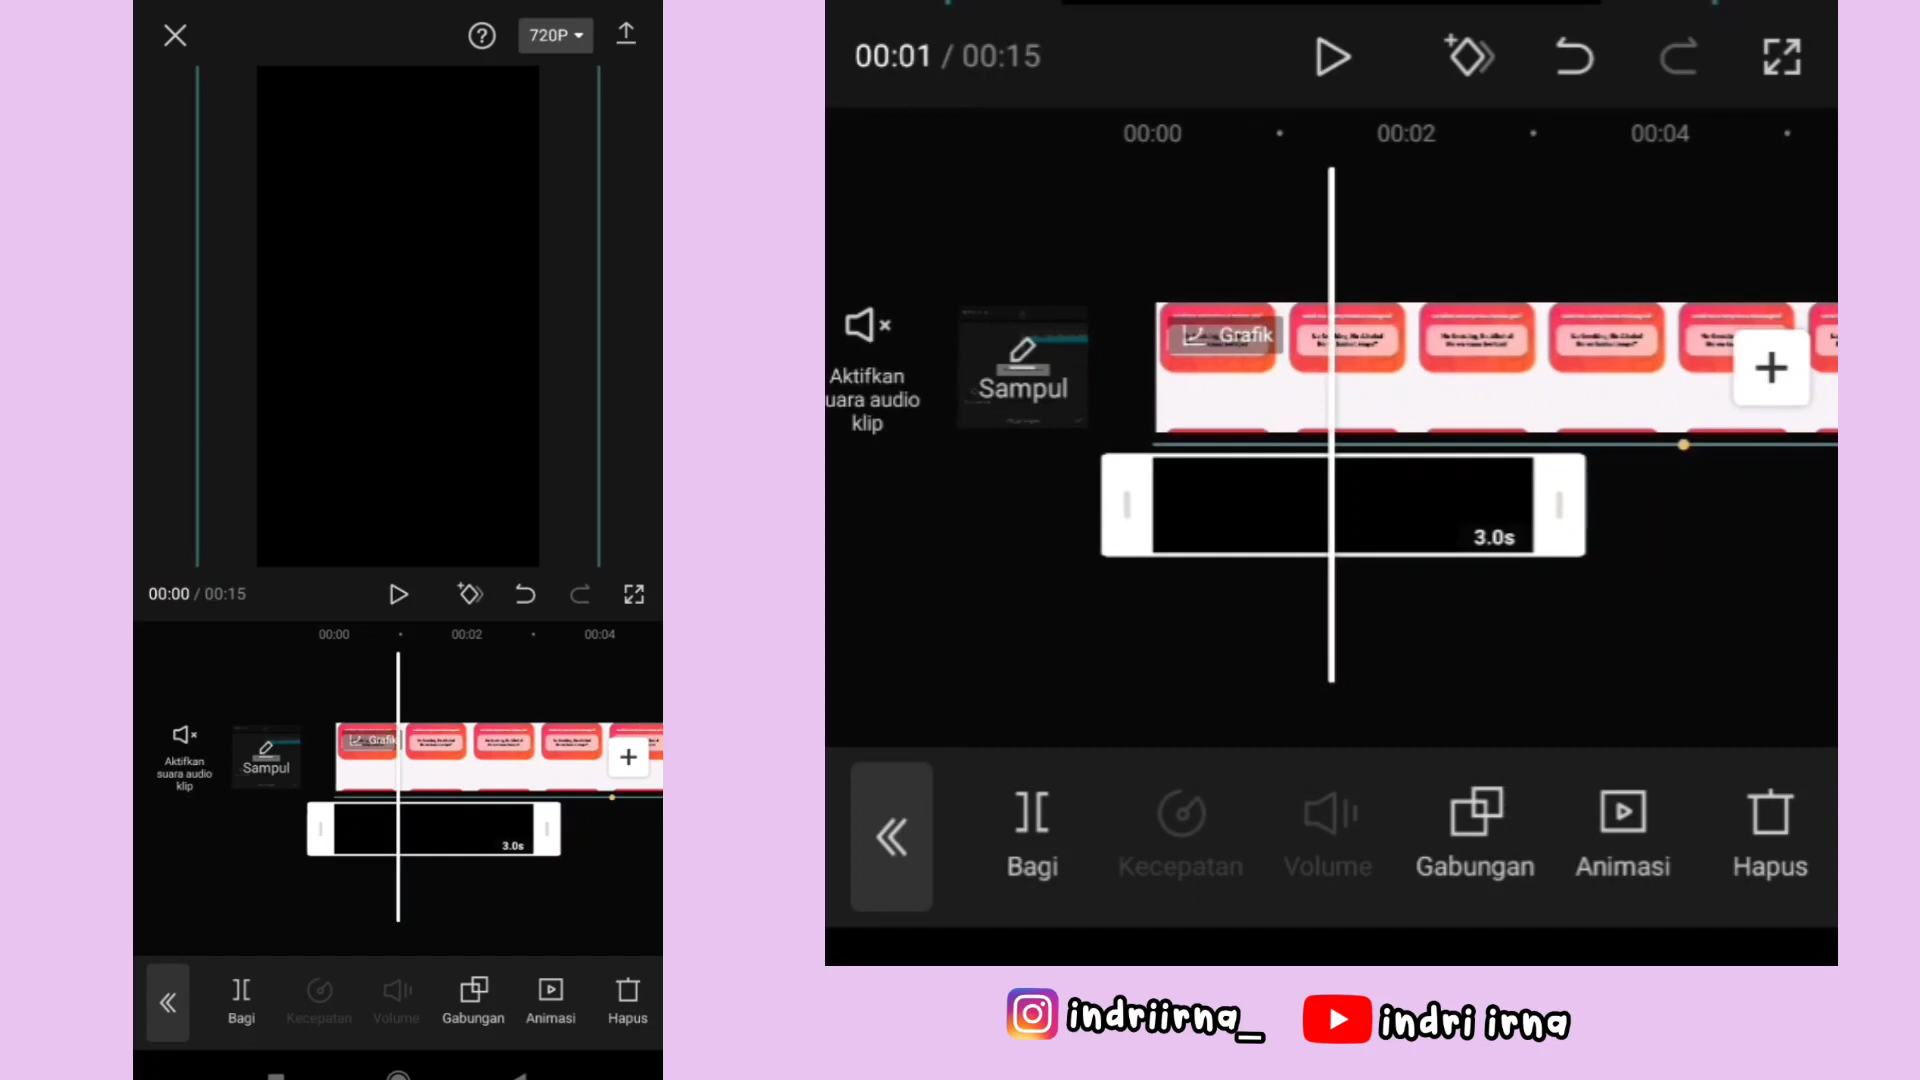 720P
00:00 / 00:15
00:00
00:02
00:04
Aktifkan
suara audio
klip
Sampul
Grafik
3.0s
Bagi
Kecepatan
Volume
Gabungan
Animasi
Hapus
00:01 / 00:15
00:00
00:02
00:04
Aktifkan
uara audio
klip
Sampul
Grafik
3.0s
Bagi
Kecepatan
Volume
Gabungan
Animasi
Hapus
indriirna_
indri irna